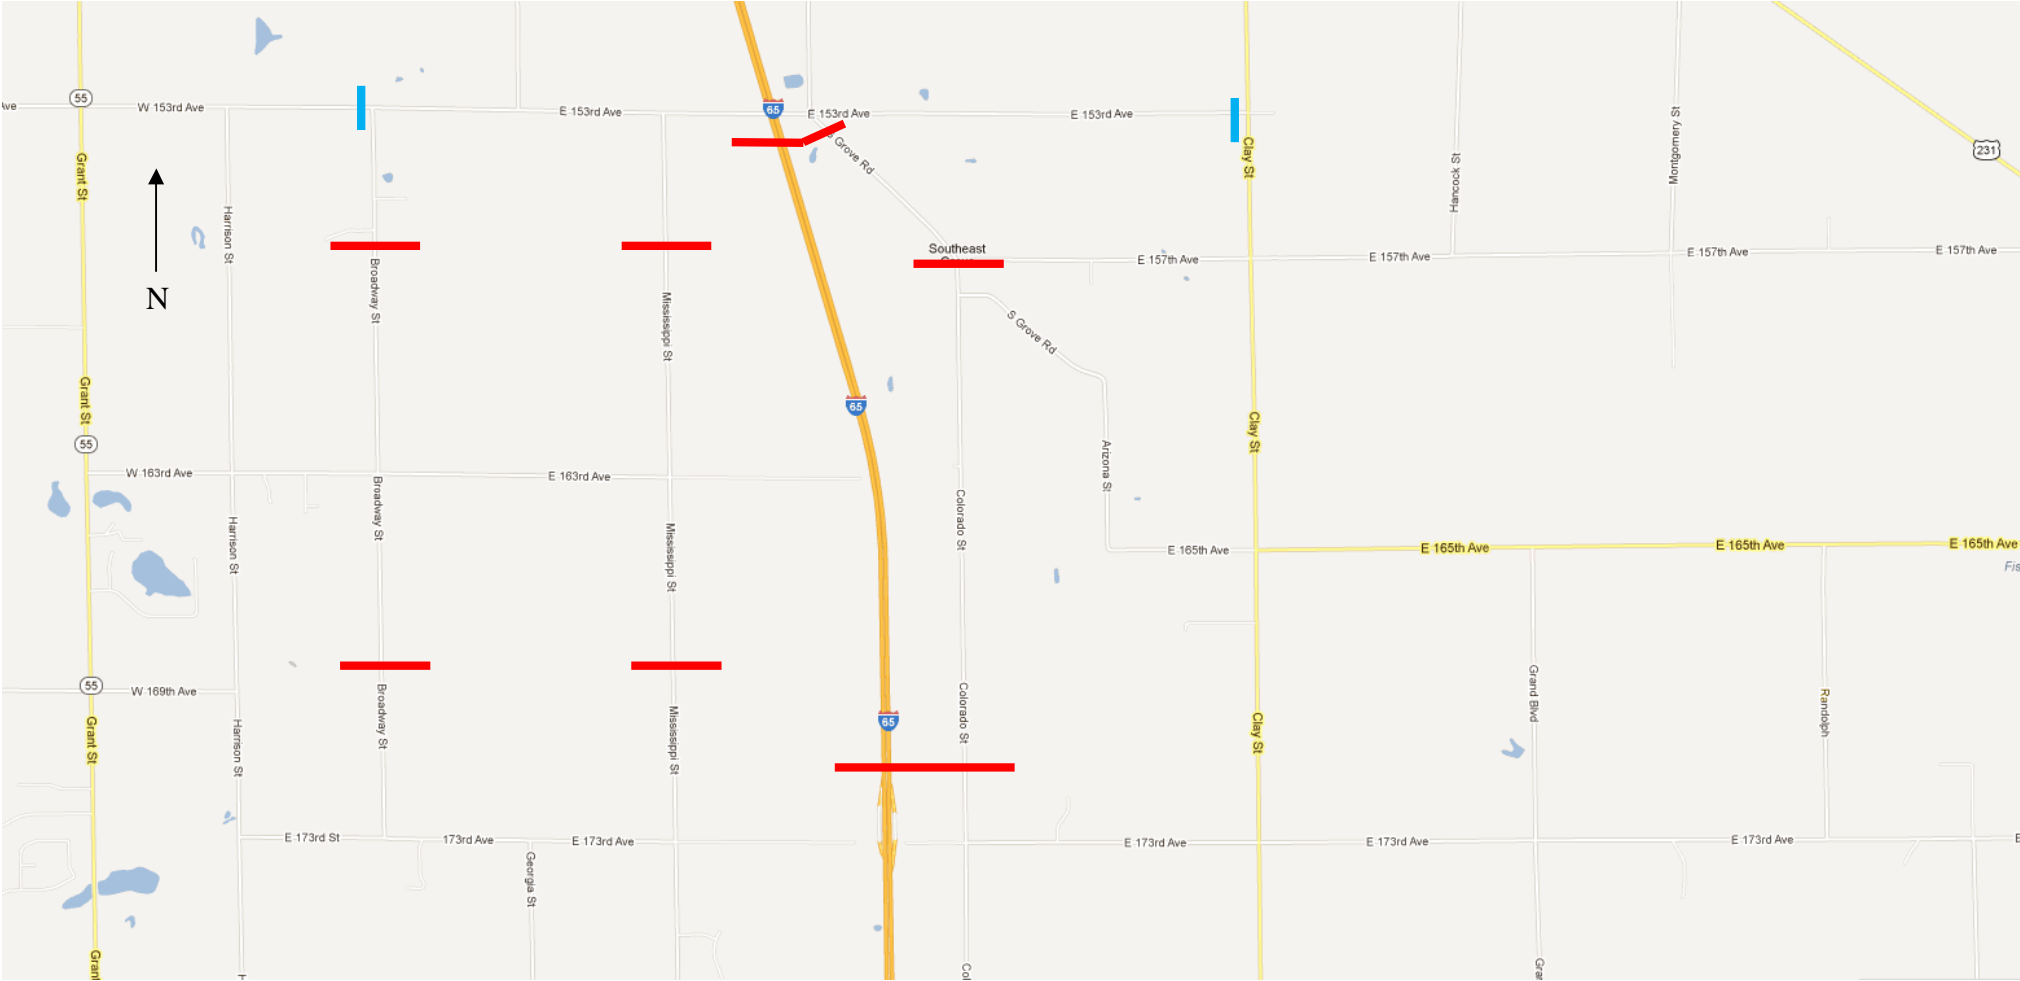 Ave
55
W 153rd Ave
E 153rd Ave
65
E 153rd Ave
E 153rd Ave
Grant St
N
Harrison St
Broadway St
Mississippi St
Grove Rd
Southeast
Clay St
Hancock St
Montgomery St
231
E 157th Ave
E 157th Ave
E 157th Ave
E 157th Ave
S Grove Rd
Grant St
55
65
Clay St
W 163rd Ave
E 163rd Ave
Harrison St
Broadway St
Mississippi St
Colorado St
Arizona St
E 165th Ave
E 165th Ave
E 165th Ave
E 165th Ave
Fis
55
W 169th Ave
Grant St
Harrison St
Broadway St
Mississippi St
65
Colorado St
Clay St
Grand Blvd
Randolph
E 173rd St
173rd Ave
E 173rd Ave
E 173rd Ave
E 173rd Ave
E 173rd Ave
E
Georgia St
Grant
H
Col
Gra